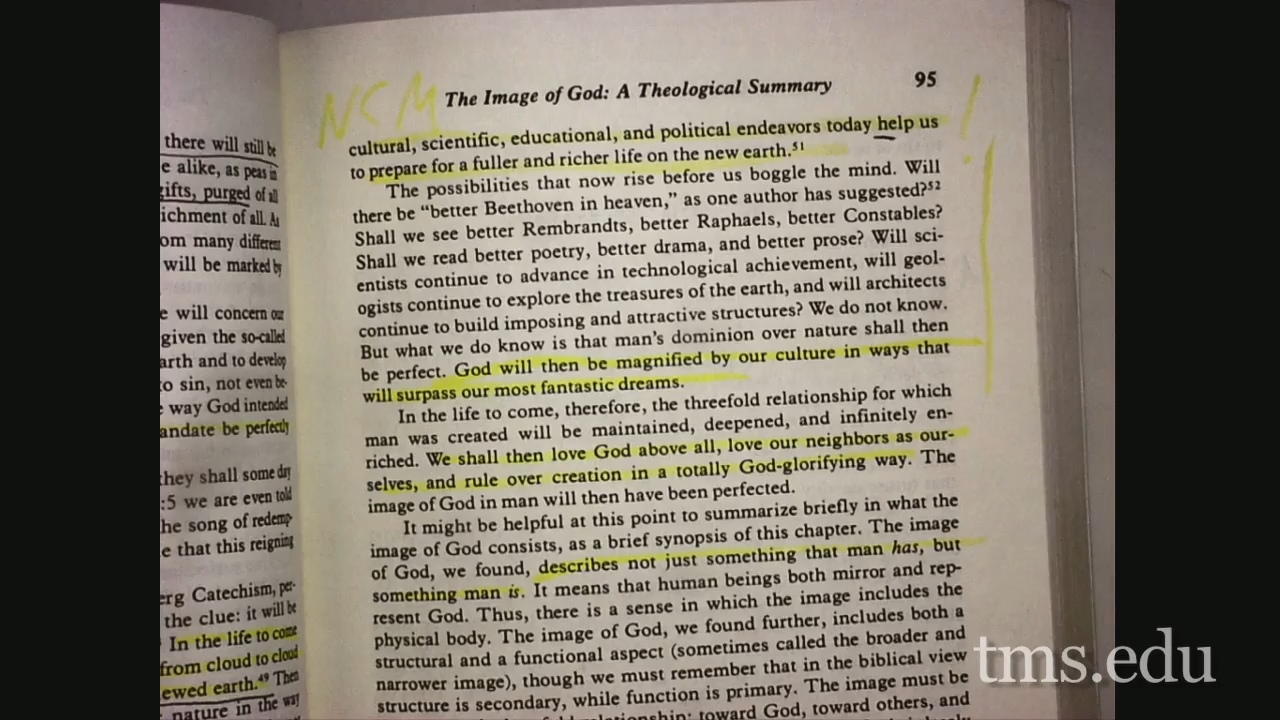 there will still be
e alike, as peas in
gifts, purged of all
ichment of all. As
om many different
will be marked by
e will concern our
given the so-called
arth and to develop
o sin, not even be-
e way God intended
andate be perfectly
they shall some day
:5 we are even told
he song of redemp-
e that this reigning
erg Catechism, per-
the clue: it will be
In the life to come
from cloud to cloud
ewed earth.49 Then
nature in the way
NCM
The Image of God: A Theological Summary 95
cultural, scientific, educational, and political endeavors today help us
to prepare for a fuller and richer life on the new earth.51
The possibilities that now rise before us boggle the mind. Will
there be “better Beethoven in heaven,” as one author has suggested?52
Shall we see better Rembrandts, better Raphaels, better Constables?
Shall we read better poetry, better drama, and better prose? Will sci-
entists continue to advance in technological achievement, will geol-
ogists continue to explore the treasures of the earth, and will architects
continue to build imposing and attractive structures? We do not know.
But what we do know is that man’s dominion over nature shall then
be perfect. God will then be magnified by our culture in ways that
will surpass our most fantastic dreams.
In the life to come, therefore, the threefold relationship for which
man was created will be maintained, deepened, and infinitely en-
riched. We shall then love God above all, love our neighbors as our-
selves, and rule over creation in a totally God-glorifying way. The
image of God in man will then have been perfected.
It might be helpful at this point to summarize briefly in what the
image of God consists, as a brief synopsis of this chapter. The image
of God, we found, describes not just something that man has, but
something man is. It means that human beings both mirror and rep-
resent God. Thus, there is a sense in which the image includes the
physical body. The image of God, we found further, includes both a
structural and a functional aspect (sometimes called the broader and
narrower image), though we must remember that in the biblical view
structure is secondary, while function is primary. The image must be
relationship: toward God, toward others, and
tms.edu